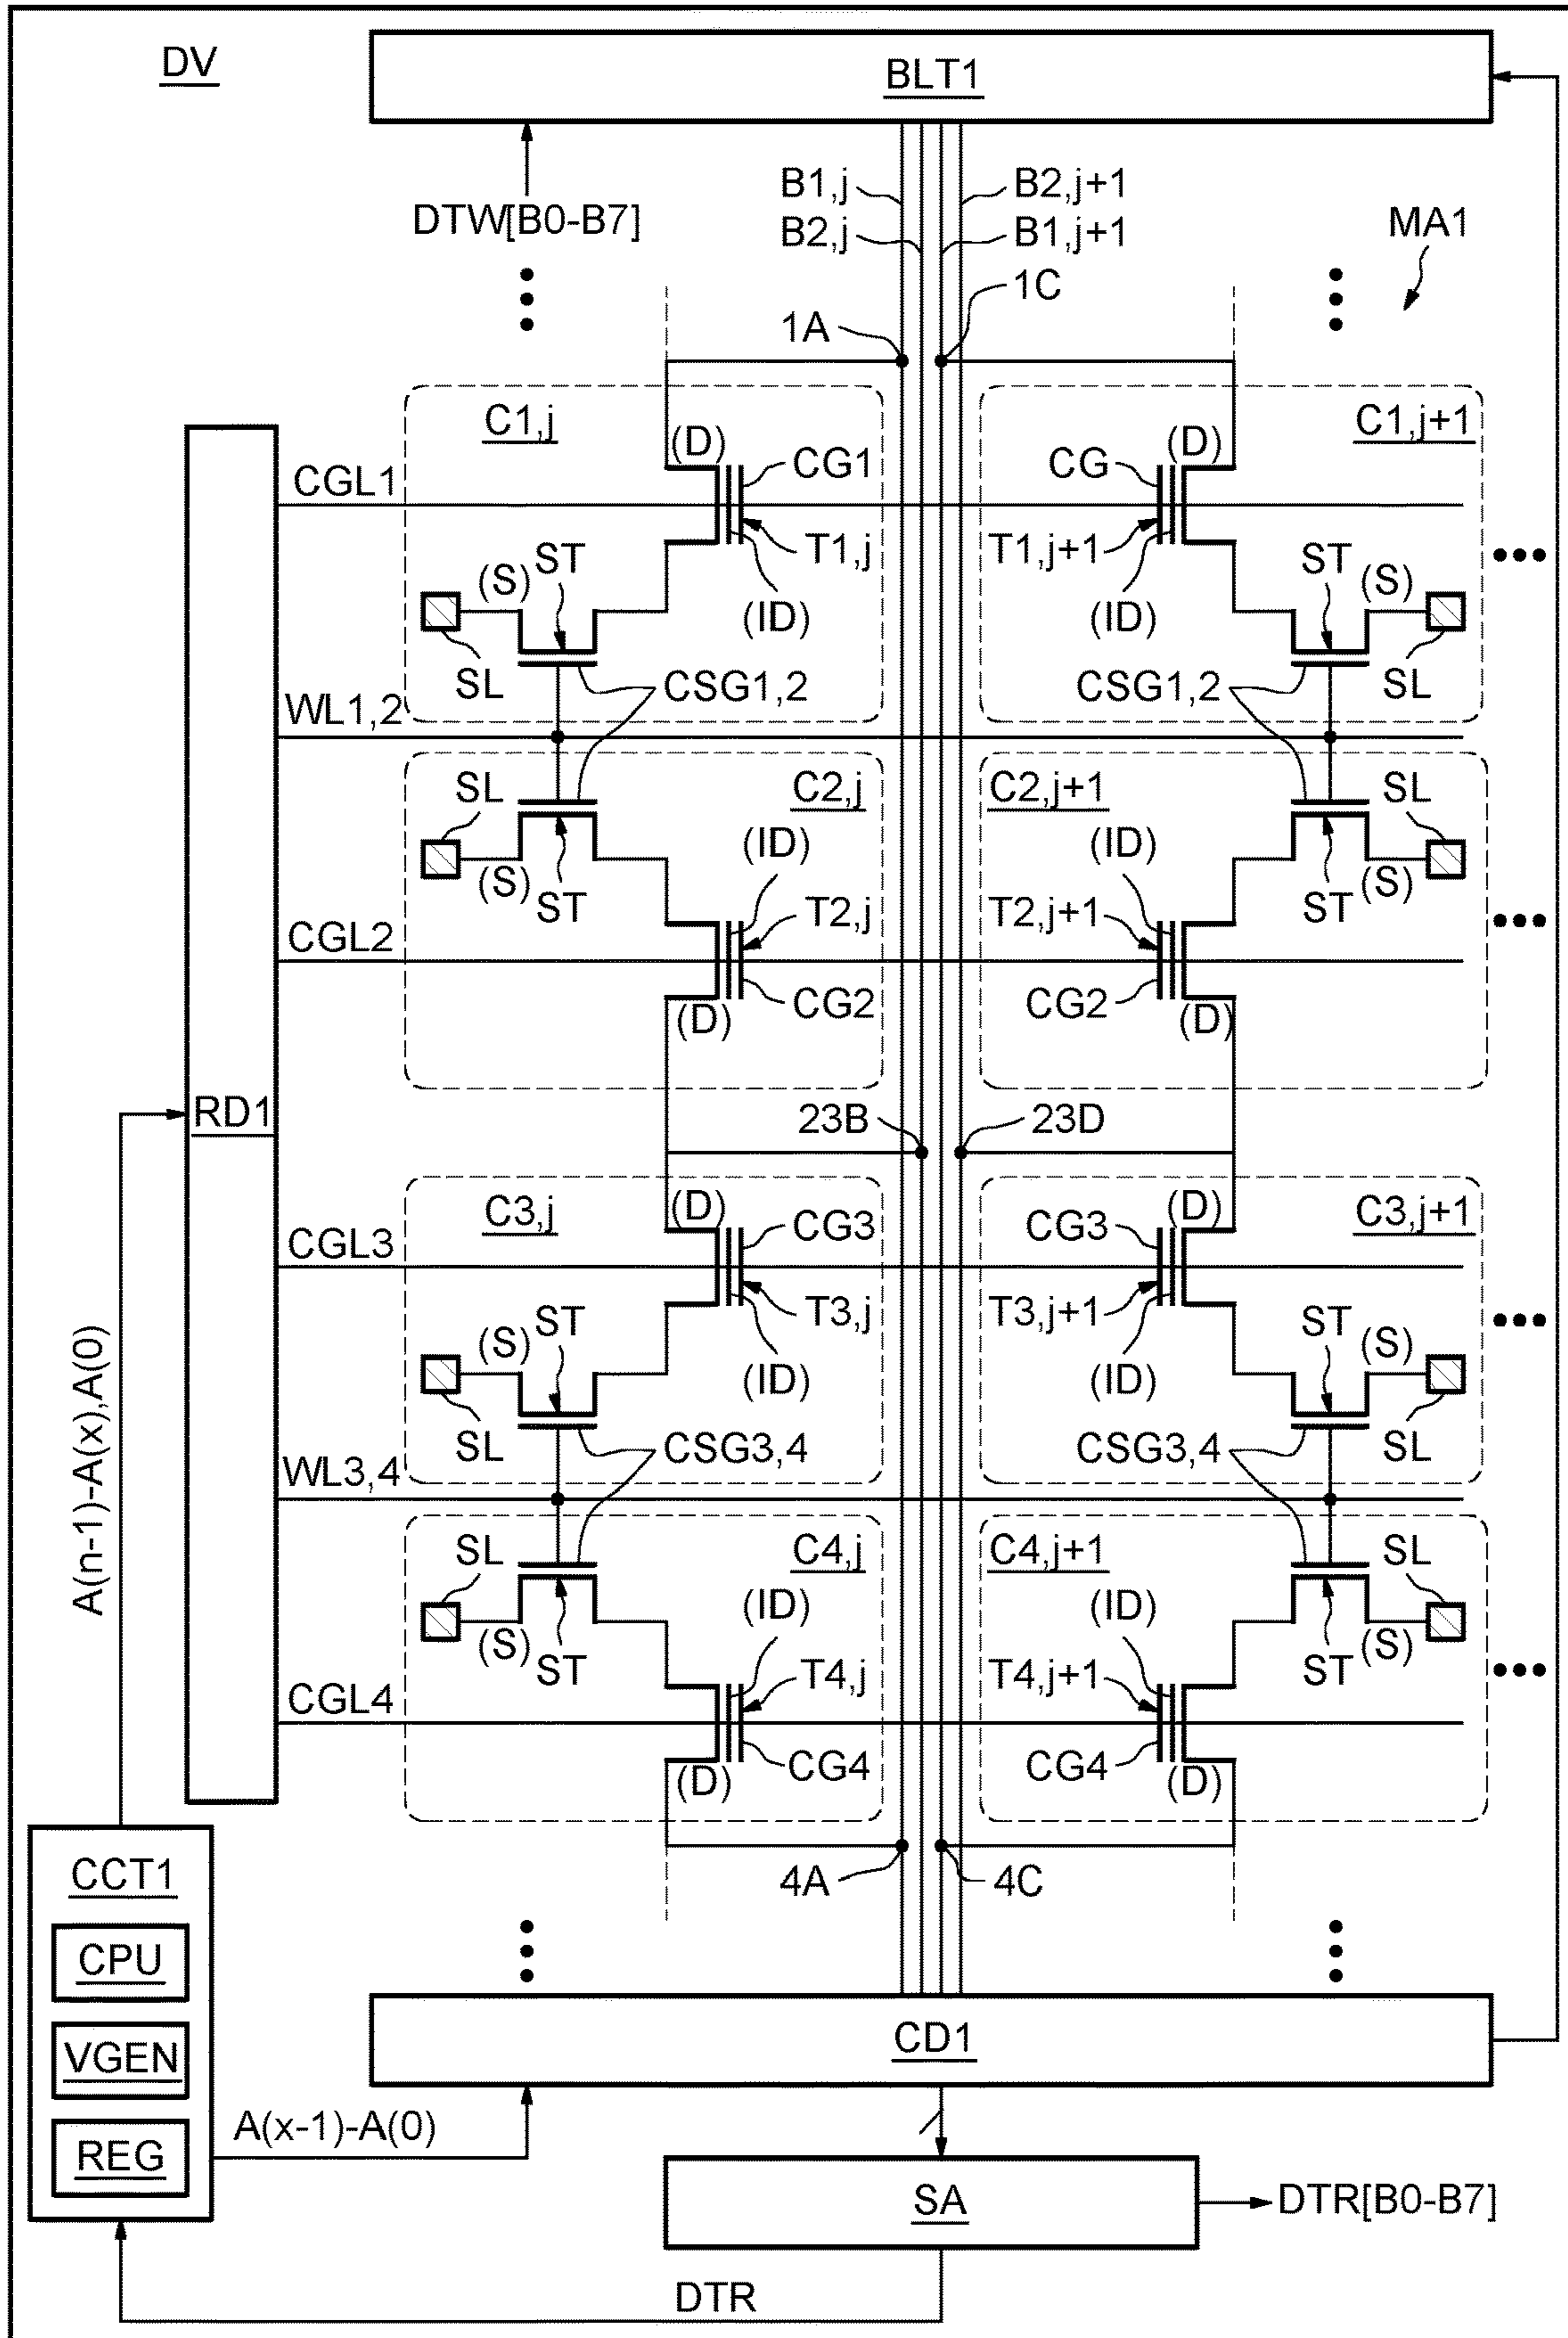 DV
BLT1
DTW[B0-B7]
B1,j
B2,j+1
B2,j
B1,j+1
MA1
1C
1A
C1,j
(D)
CG1
CG
(D)
C1,j+1
CGL1
T1,j
T1,j+1
(S)
ST
(ID)
(ID)
ST
(S)
SL
CSG1,2
CSG1,2
SL
WL1,2
SL
C2,j
C2,j+1
SL
(ID)
(ID)
(S)
ST
T2,j
T2,j+1
ST
(S)
CGL2
CG2
CG2
(D)
(D)
RD1
23B
23D
C3,j
(D)
CG3
CG3
(D)
C3,j+1
CGL3
T3,j
T3,j+1
(S)
ST
(ID)
(ID)
ST
(S)
SL
CSG3,4
CSG3,4
SL
WL3,4
SL
C4,j
C4,j+1
SL
(ID)
(ID)
(S)
ST
T4,j
T4,j+1
ST
(S)
CGL4
CG4
CG4
(D)
(D)
A(n-1)-A(x),A(0)
4A
4C
CCT1
CPU
VGEN
REG
CD1
A(x-1)-A(0)
SA
DTR[B0-B7]
DTR